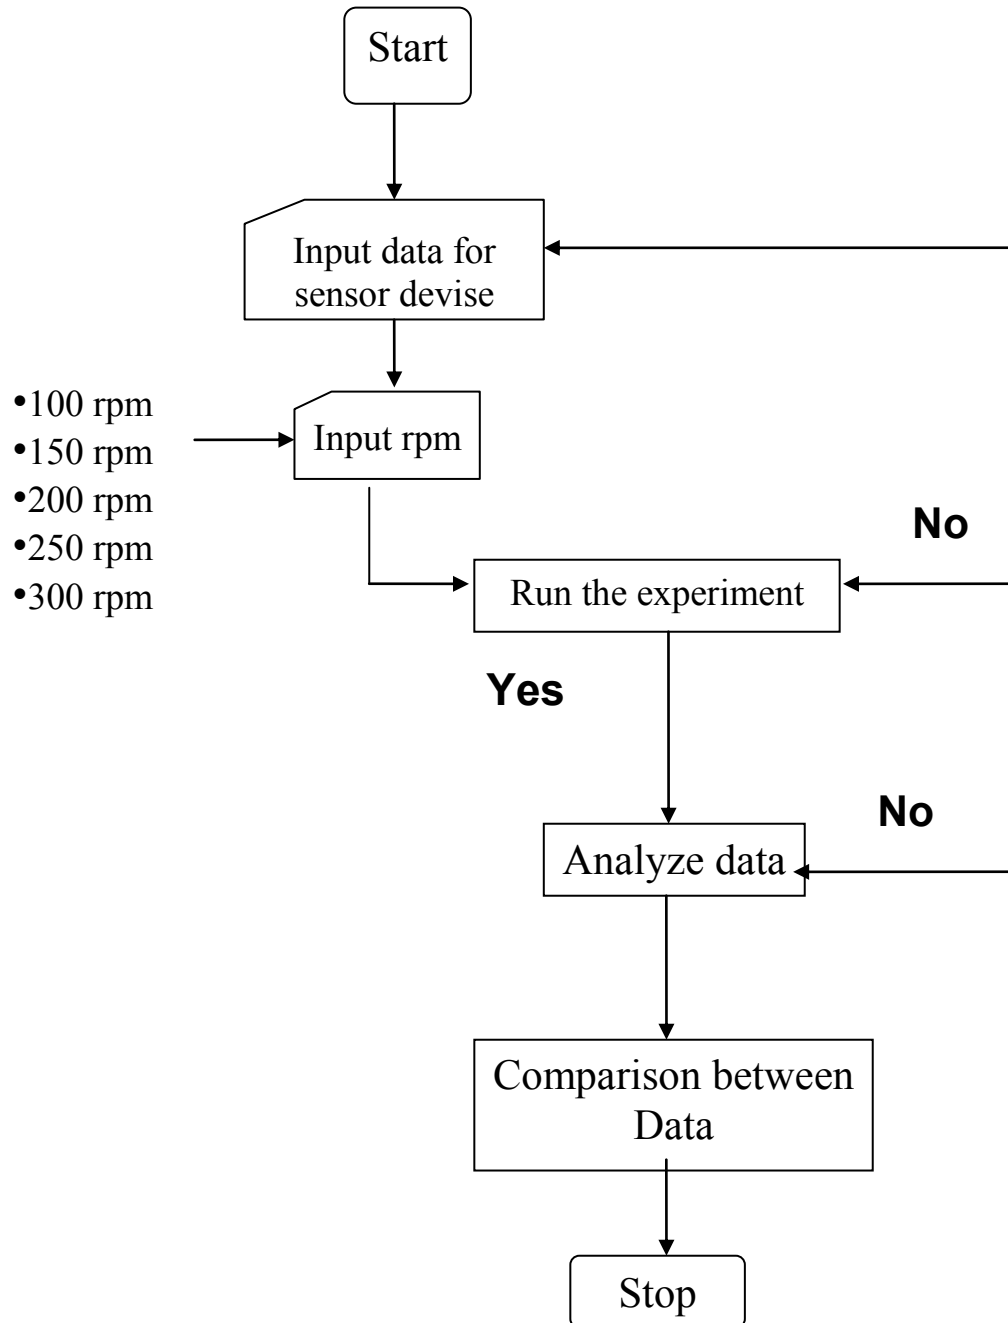 Start
Input data for
sensor devise
•100 rpm
•150 rpm
•200 rpm
•250 rpm
•300 rpm
Input rpm
No
Run the experiment
Yes
No
Analyze data
Comparison between
Data
Stop